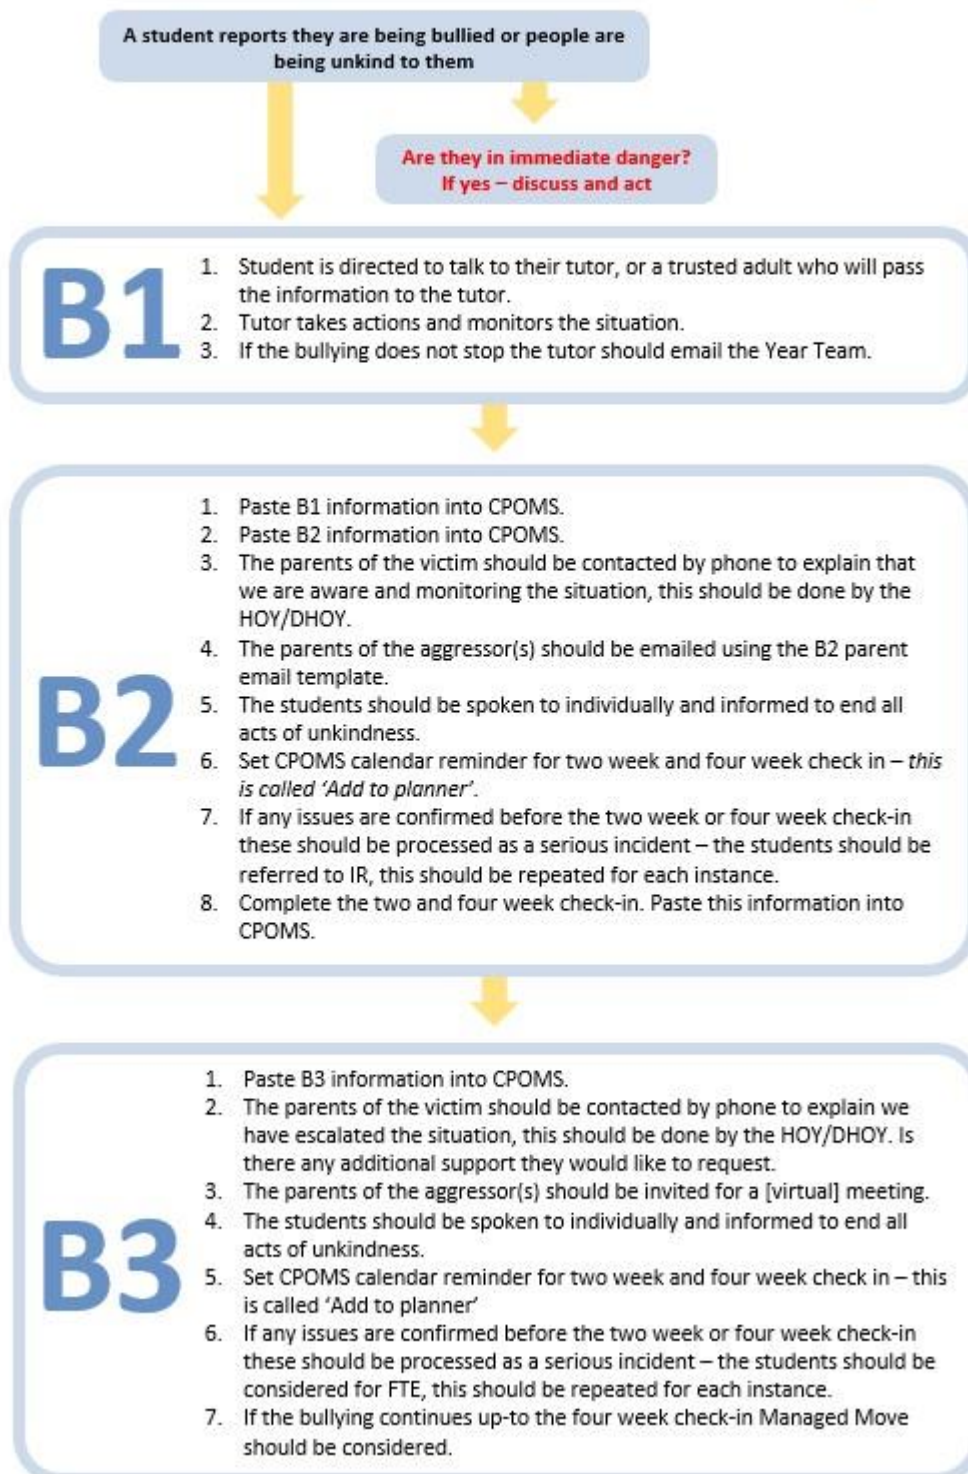 A student reports they are being bullied or people are
being unkind to them
Are they in immediate danger?
If yes – discuss and act
B1
1. Student is directed to talk to their tutor, or a trusted adult who will pass
the information to the tutor.
2. Tutor takes actions and monitors the situation.
3. If the bullying does not stop the tutor should email the Year Team.
B2
1. Paste B1 information into CPOMS.
2. Paste B2 information into CPOMS.
3. The parents of the victim should be contacted by phone to explain that
we are aware and monitoring the situation, this should be done by the
HOY/DHOY.
4. The parents of the aggressor(s) should be emailed using the B2 parent
email template.
5. The students should be spoken to individually and informed to end all
acts of unkindness.
6. Set CPOMS calendar reminder for two week and four week check in – this
is called ‘Add to planner’.
7. If any issues are confirmed before the two week or four week check-in
these should be processed as a serious incident – the students should be
referred to IR, this should be repeated for each instance.
8. Complete the two and four week check-in. Paste this information into
CPOMS.
B3
1. Paste B3 information into CPOMS.
2. The parents of the victim should be contacted by phone to explain we
have escalated the situation, this should be done by the HOY/DHOY. Is
there any additional support they would like to request.
3. The parents of the aggressor(s) should be invited for a [virtual] meeting.
4. The students should be spoken to individually and informed to end all
acts of unkindness.
5. Set CPOMS calendar reminder for two week and four week check in – this
is called ‘Add to planner’
6. If any issues are confirmed before the two week or four week check-in
these should be processed as a serious incident – the students should be
considered for FTE, this should be repeated for each instance.
7. If the bullying continues up-to the four week check-in Managed Move
should be considered.